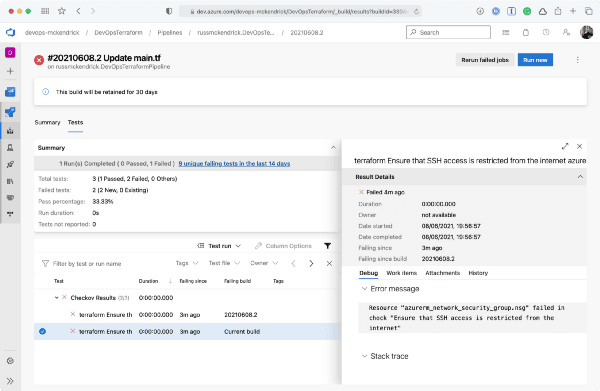 dev.azure.com/devops-mckendrick/DevOpsTerraform/_build/results?buildId=389&
devops-mckendrick / DevOpsTerraform / Pipelines / russmckendrick.DevOpsTe... / 20210608.2
Search
D
#20210608.2 Update main.tf
on russmckendrick.DevOpsTerraformPipeline
Rerun failed jobs
Run new
This build will be retained for 30 days
Summary Tests
Summary
1 Run(s) Completed ( 0 Passed, 1 Failed ) 9 unique failing tests in the last 14 days
Total tests: 3 (1 Passed, 2 Failed, 0 Others)
Failed tests: 2 (2 New, 0 Existing)
Pass percentage: 33.33%
Run duration: 0s
Tests not reported: 0
Test run Column Options
Filter by test or run name Tags Test file Owner
Test Duration Failing since Failing build Tags
Checkov Results (2/3) 0:00:00.000
terraform Ensure th 0:00:00.000 3m ago 20210608.2
terraform Ensure th 0:00:00.000 3m ago Current build
terraform Ensure that SSH access is restricted from the internet azure
Result Details
Failed 4m ago
Duration 0:00:00.000
Owner not available
Date started 08/06/2021, 19:56:57
Date completed 08/06/2021, 19:56:57
Failing since 3m ago
Failing since build 20210608.2
Debug Work items Attachments History
Error message
Resource "azurerm_network_security_group.nsg" failed in
check "Ensure that SSH access is restricted from the
internet"
Stack trace